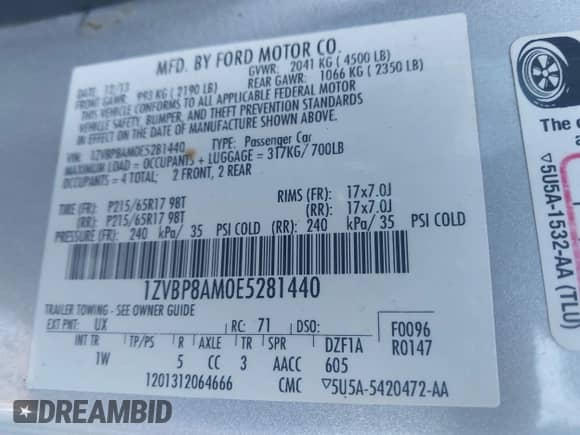 MFD. BY FORD MOTOR CO.
DATE: 12/13 GVWR: 2041 KG ( 4500 LB)
FRONT GAWR: 993 KG ( 2190 LB) REAR GAWR: 1066 KG ( 2350 LB)
THIS VEHICLE CONFORMS TO ALL APPLICABLE FEDERAL MOTOR
VEHICLE SAFETY, BUMPER, AND THEFT PREVENTION STANDARDS
IN EFFECT ON THE DATE OF MANUFACTURE SHOWN ABOVE.
VIN: 1ZVBP8AM0E5281440 TYPE: Passenger Car
MAXIMUM LOAD = OCCUPANTS + LUGGAGE = 317KG/700LB
OCCUPANTS = 4 TOTAL; 2 FRONT, 2 REAR
TIRE (FR): P215/65R17 98T RIMS (FR): 17x7.0J
(RR): P215/65R17 98T (RR): 17x7.0J
PRESSURE (FR): 240 kPa/ 35 PSI COLD (RR): 240 kPa/ 35 PSI COLD
1ZVBP8AM0E5281440
TRAILER TOWING - SEE OWNER GUIDE
EXT PNT: UX RC: 71 DSO: F0096
INT TR TP/PS R AXLE TR SPR DZF1A R0147
1W 5 CC 3 AACC 605
1201312064666 CMC ▽5U5A-5420472-AA
The
▽5U5A-1532-AA (TLU)
DREAMBID